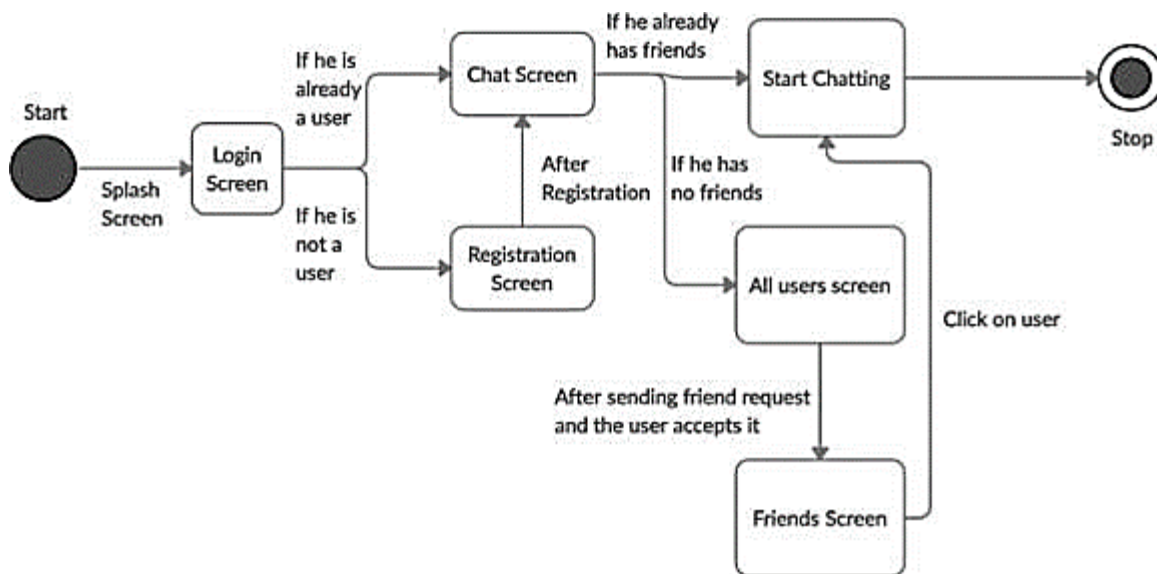 Start
Splash
Screen
Login
Screen
If he is
already
a user
If he is
not a
user
Chat Screen
After
Registration
Registration
Screen
If he already
has friends
If he has
no friends
Start Chatting
Stop
All users screen
Click on user
After sending friend request
and the user accepts it
Friends Screen